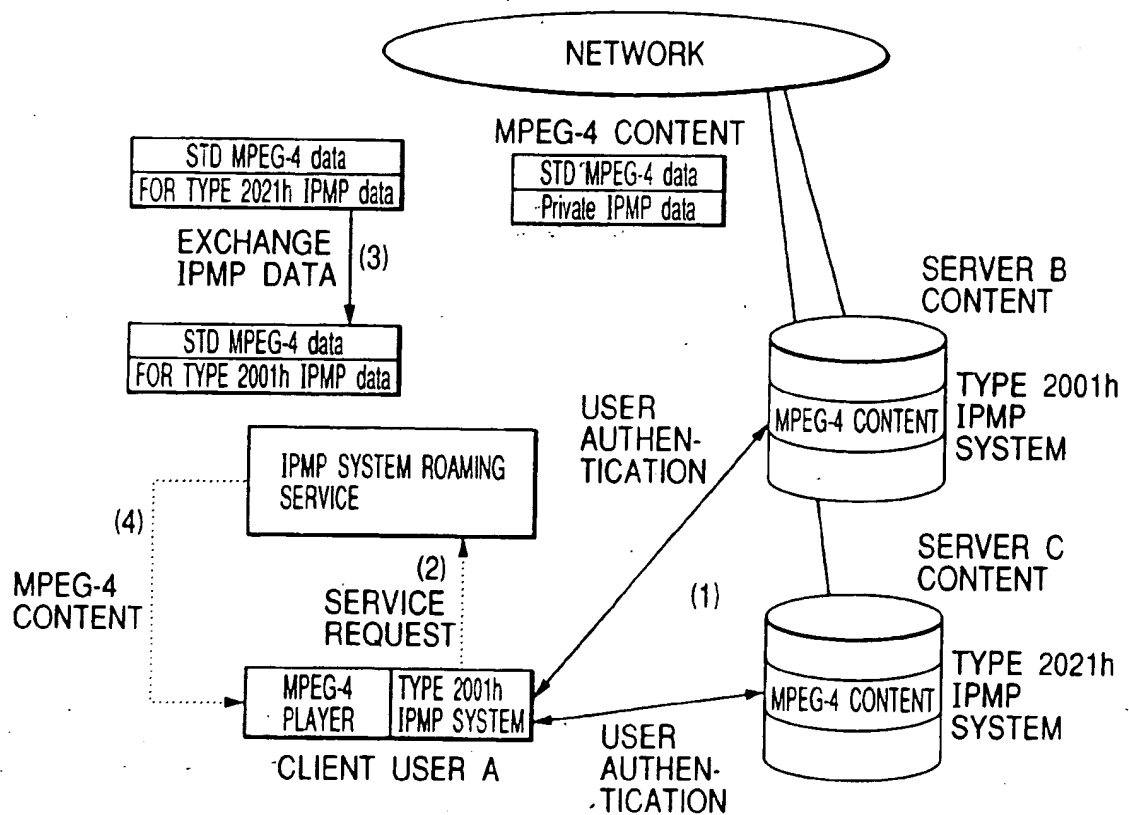 NETWORK
MPEG-4 CONTENT
STD MPEG-4 data
Private IPMP data
STD MPEG-4 data
FOR TYPE 2021h IPMP data
EXCHANGE
IPMP DATA
(3)
STD MPEG-4 data
FOR TYPE 2001h IPMP data
SERVER B
CONTENT
TYPE 2001h
IPMP
SYSTEM
MPEG-4 CONTENT
USER
AUTHEN-
TICATION
IPMP SYSTEM ROAMING
SERVICE
(4)
MPEG-4
CONTENT
(2)
SERVICE
REQUEST
(1)
SERVER C
CONTENT
TYPE 2021h
IPMP
SYSTEM
MPEG-4 CONTENT
MPEG-4
PLAYER
TYPE 2001h
IPMP SYSTEM
CLIENT USER A
USER
AUTHEN-
TICATION